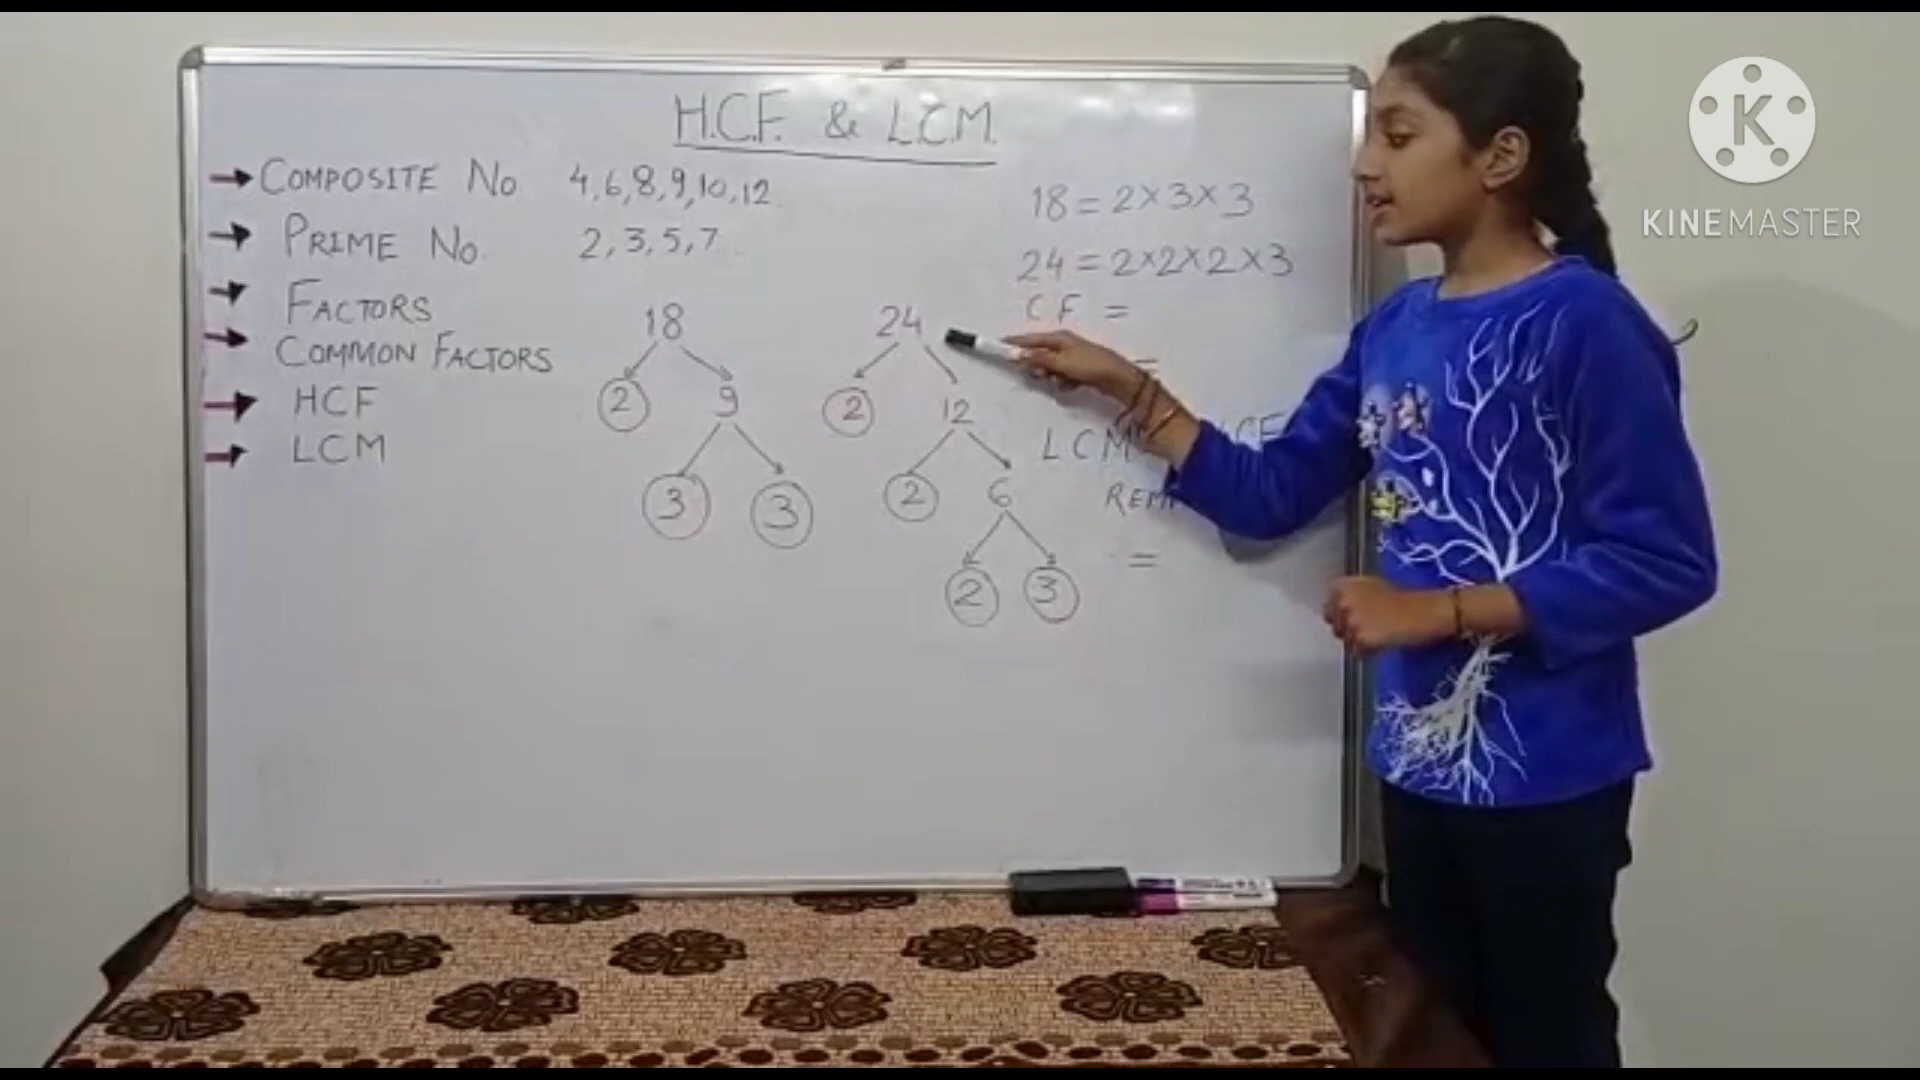 H.C.F. & L.C.M.
COMPOSITE No 4,6,8,9,10,12
PRIME No. 2,3,5,7...
FACTORS
COMMON FACTORS
HCF
LCM
18
2 9
3 3
24
2 12
2 6
2 3
18 = 2×3×3
24 = 2×2×2×3
CF =
=
LCM
=
K
KINEMASTER